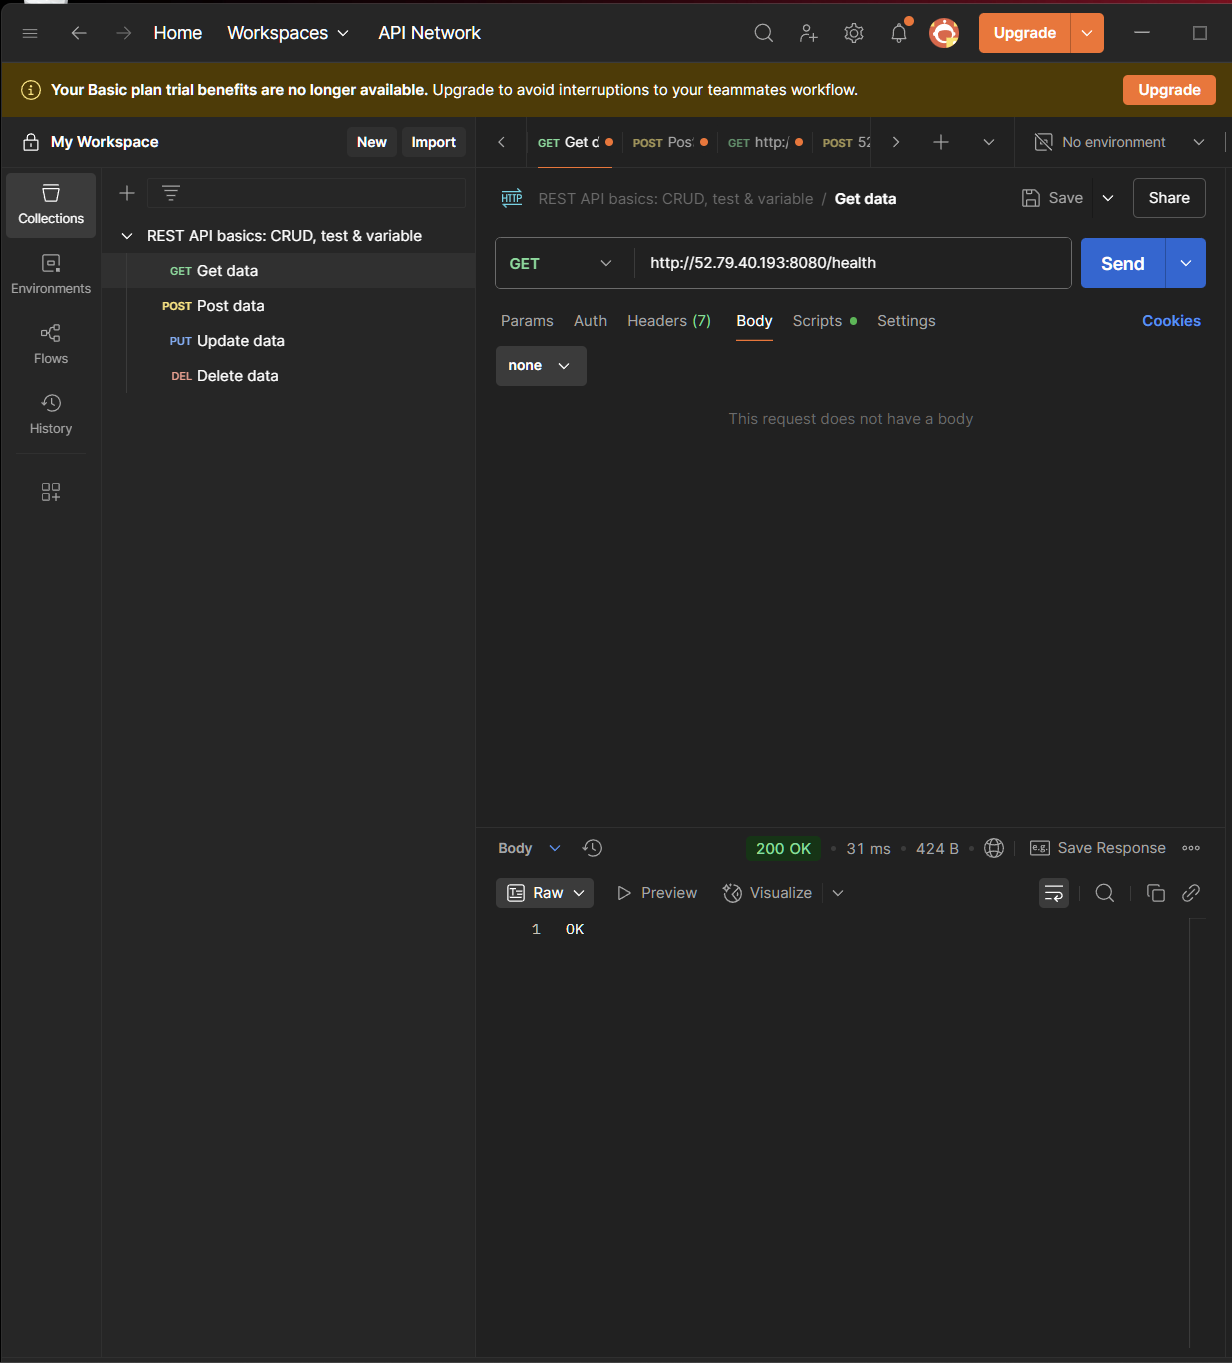 Home Workspaces API Network Upgrade
Your Basic plan trial benefits are no longer available. Upgrade to avoid interruptions to your teammates workflow. Upgrade
My Workspace New Import
GET Get POST Pos GET http:/ POST 52 No environment
Collections
Environments
Flows
History
REST API basics: CRUD, test & variable
GET Get data
POST Post data
PUT Update data
DEL Delete data
HTTP REST API basics: CRUD, test & variable / Get data Save Share
GET http://52.79.40.193:8080/health Send
Params Auth Headers (7) Body Scripts Settings Cookies
none
This request does not have a body
Body 200 OK • 31 ms • 424 B • e.g. Save Response
Raw Preview Visualize
1 OK